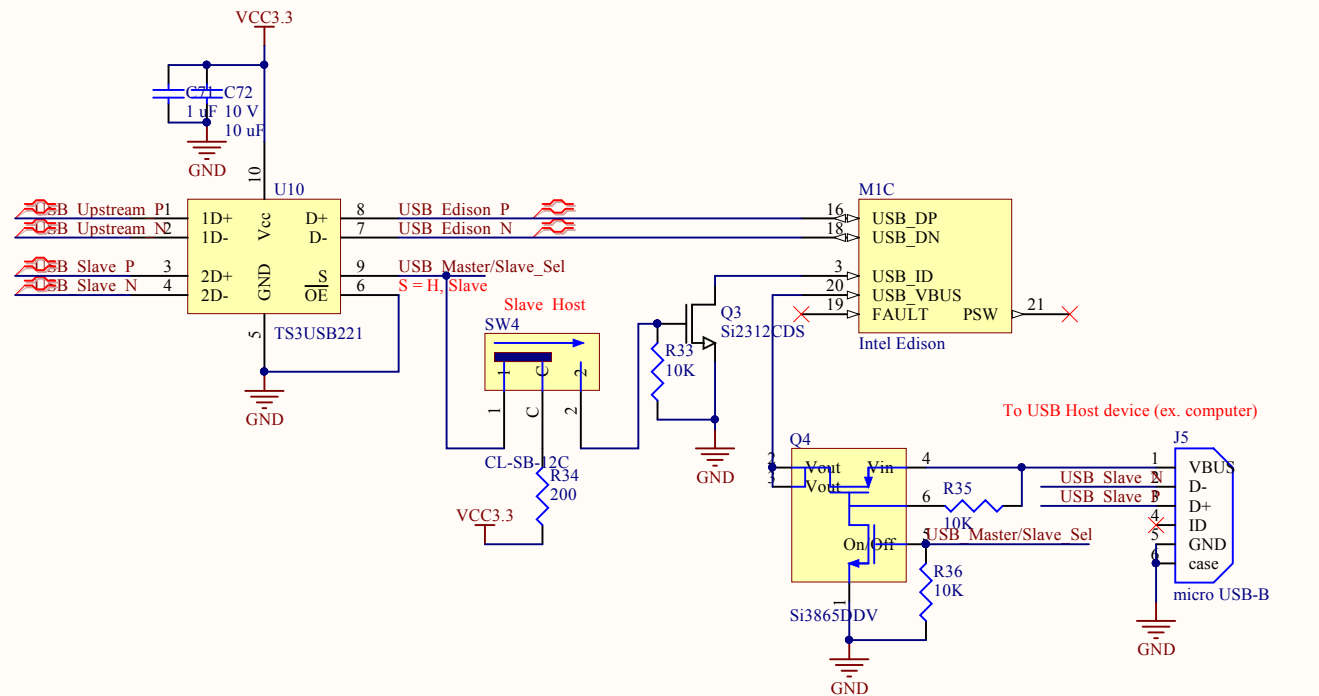 VCC3.3
C71
C72
1 uF
10 V
10 uF
GND
10
U10
M1C
USB_Upstream_P
1
1D+
Vcc
D+
8
USB_Edison_P
16
USB_DP
USB_Upstream_N
2
1D-
D-
7
USB_Edison_N
18
USB_DN
USB_Slave_P
3
2D+
GND
S
9
USB_Master/Slave_Sel
3
USB_ID
USB_Slave_N
4
2D-
OE
6
S = H, Slave
20
USB_VBUS
19
FAULT
PSW
21
Slave Host
Q3
Si2312CDS
5
TS3USB221
SW4
Intel Edison
R33
10K
1
C
2
GND
1
C
2
To USB Host device (ex. computer)
CL-SB-12C
R34
200
GND
Q4
J5
2
Vout
Vin
4
1
VBUS
3
Vout
USB_Slave_N
2
D-
6
R35
10K
USB_Slave_P
3
D+
VCC3.3
4
ID
On/Off
5
USB_Master/Slave_Sel
5
GND
6
case
R36
10K
1
Si3865DDV
micro USB-B
GND
GND